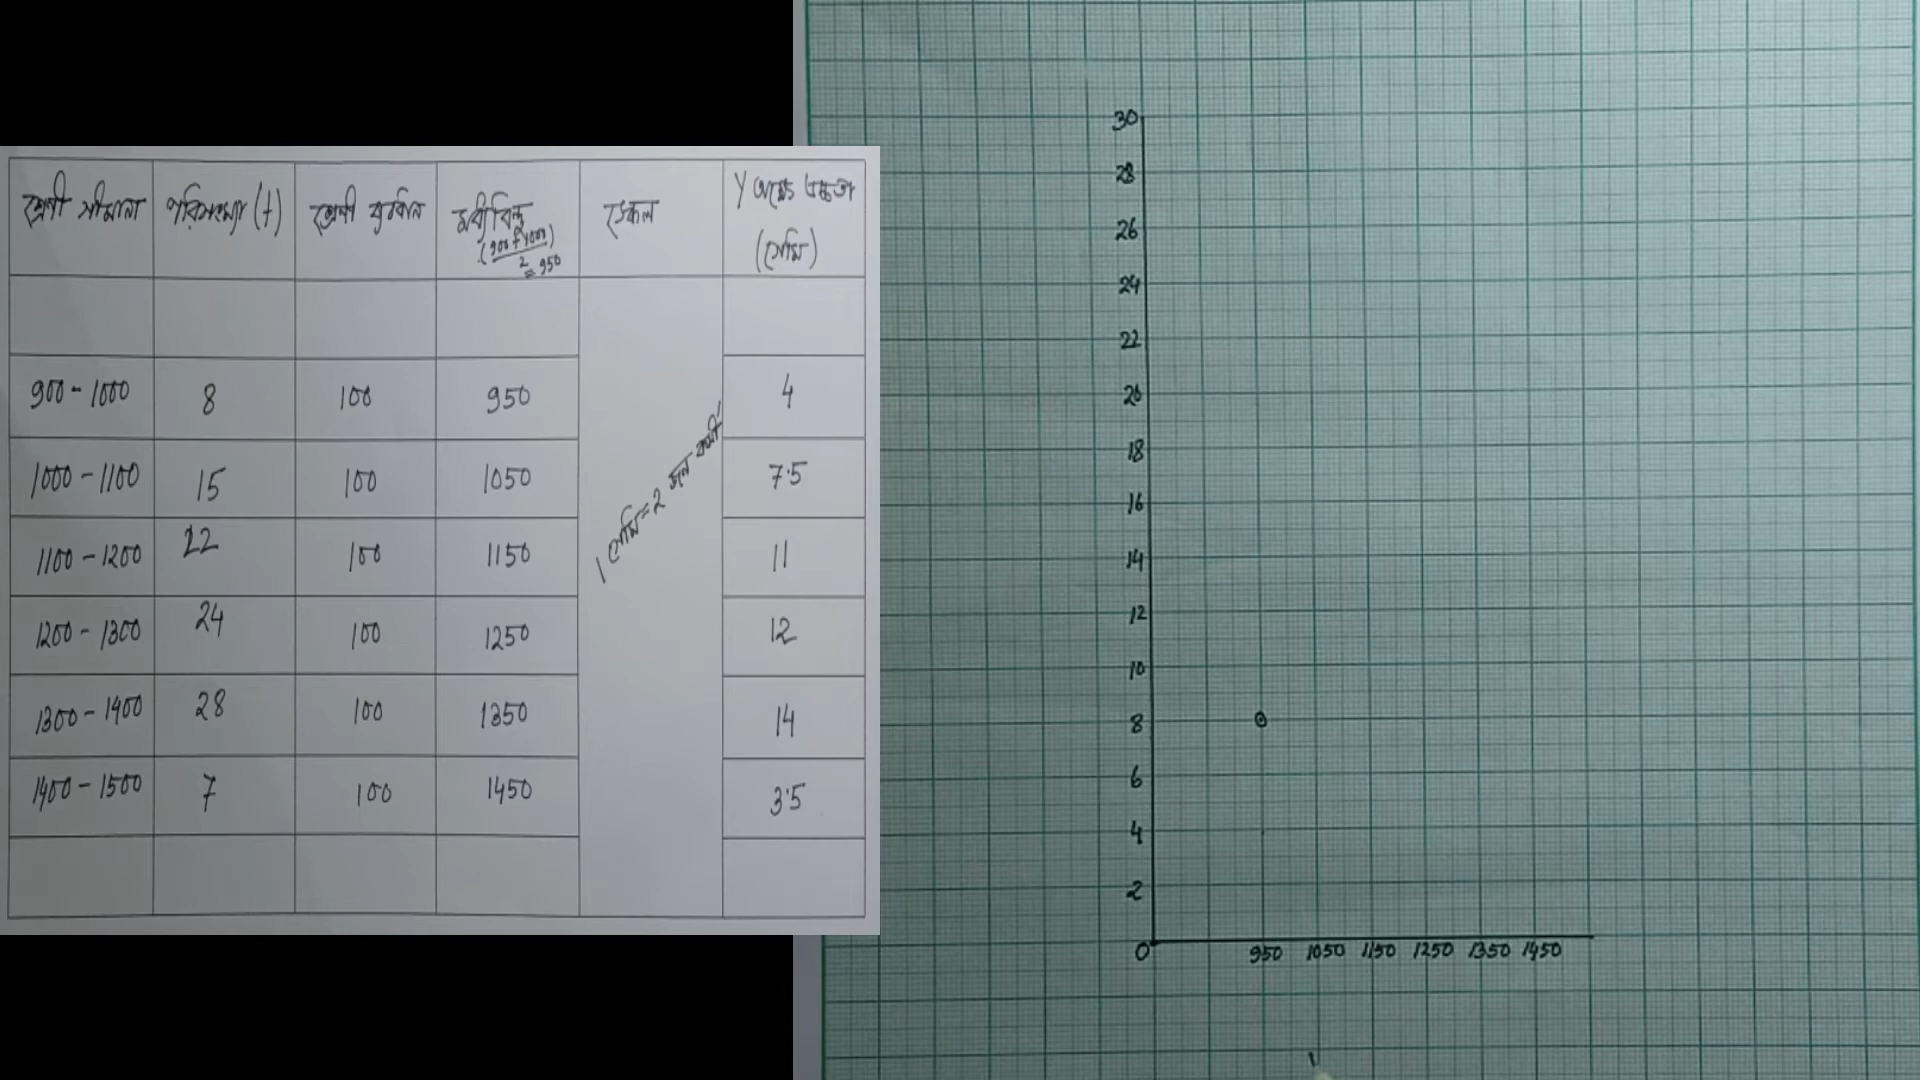 শ্রেণী সীমানা পরিসংখ্যা (f) শ্রেণী ব্যবধান মধ্যবিন্দু স্কেল Y অক্ষে উচ্চতা
(900+1000)
2
= 950
(সেমি)
900 - 1000 8 100 950 4
1000 - 1100 15 100 1050 7.5
1100 - 1200 22 100 1150 11
1200 - 1300 24 100 1250 12
1300 - 1400 28 100 1350 14
1400 - 1500 7 100 1450 3.5
1 সেমি = 2 জন কর্মী
30
28
26
24
22
20
18
16
14
12
10
8
6
4
2
0 950 1050 1150 1250 1350 1450